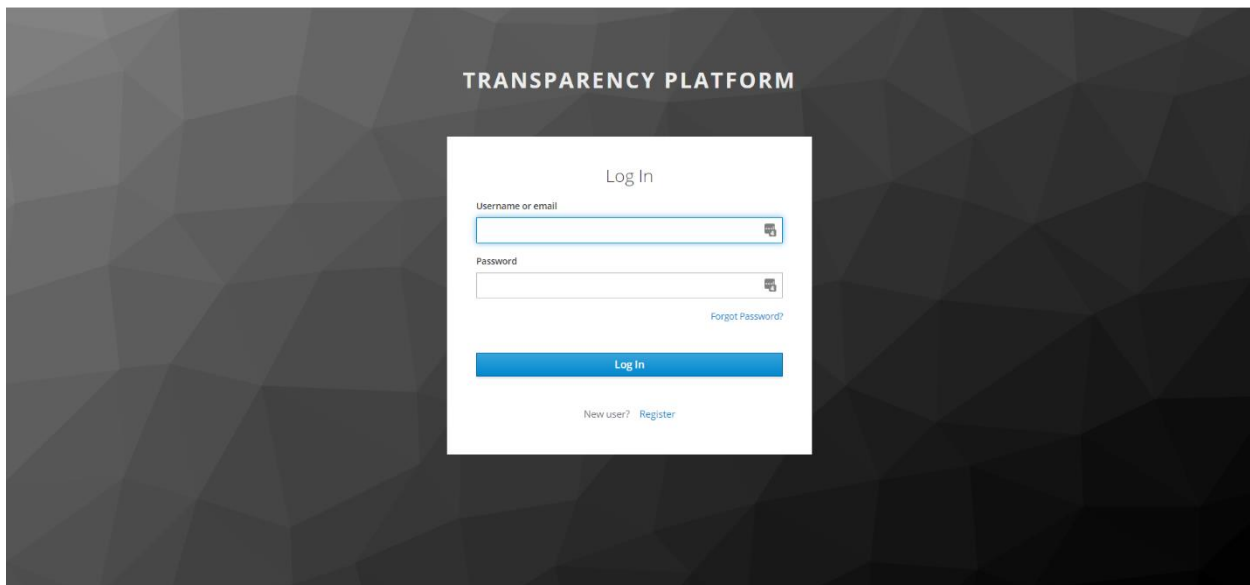 TRANSPARENCY PLATFORM
Log In
Username or email
Password
Forgot Password?
Log In
New user? Register